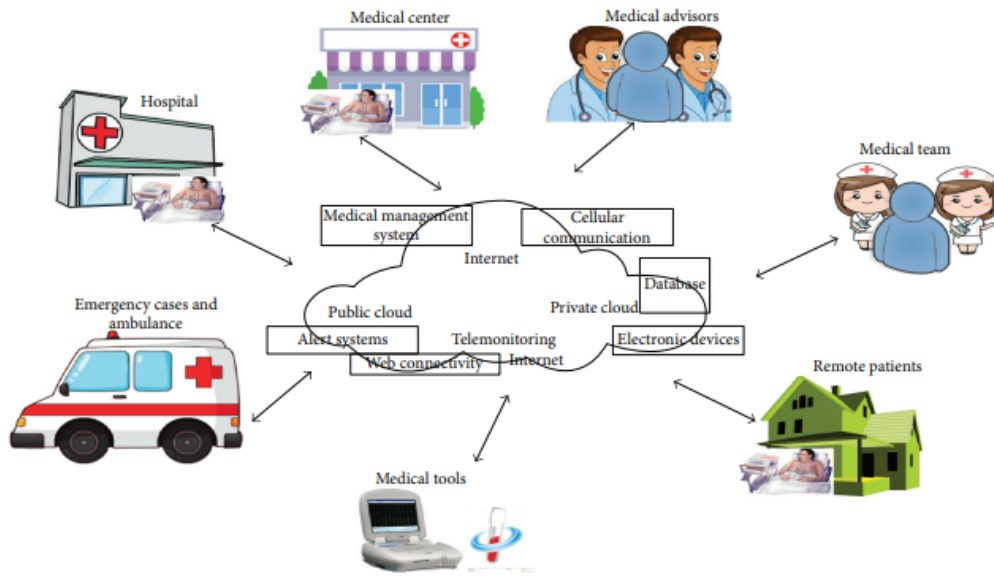 Medical center
Medical advisors
Hospital
Medical team
Medical management
system
Cellular
communication
Internet
Database
Emergency cases and
ambulance
Public cloud
Private cloud
Alert systems
Telemonitoring
Electronic devices
Internet
Web connectivity
Remote patients
Medical tools